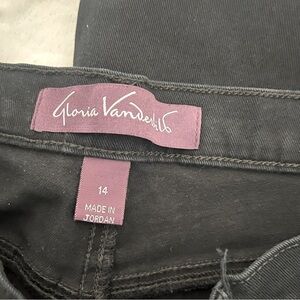 Gloria Vanderbilt
14
MADE IN
JORDAN